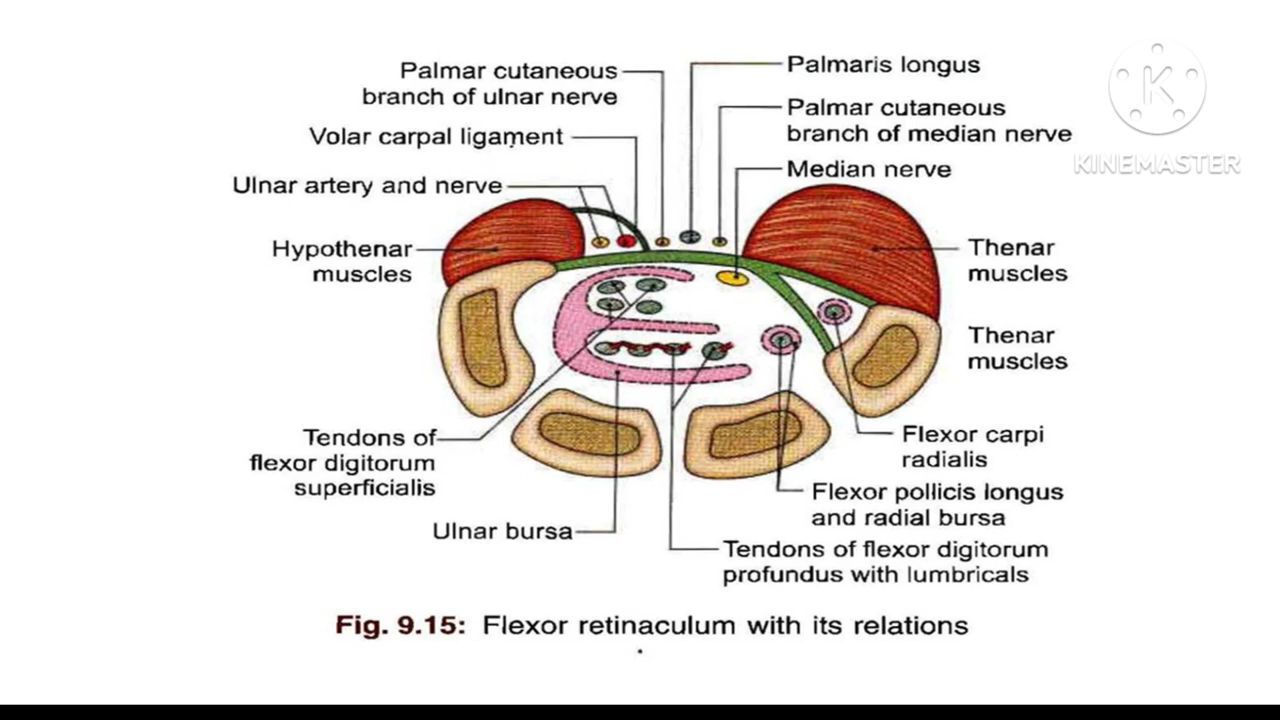 Palmar cutaneous
branch of ulnar nerve
Volar carpal ligament
Ulnar artery and nerve
Hypothenar
muscles
Tendons of
flexor digitorum
superficialis
Ulnar bursa
Palmaris longus
Palmar cutaneous
branch of median nerve
Median nerve
Thenar
muscles
Thenar
muscles
Flexor carpi
radialis
Flexor pollicis longus
and radial bursa
Tendons of flexor digitorum
profundus with lumbricals
Fig. 9.15: Flexor retinaculum with its relations
K
KINEMASTER